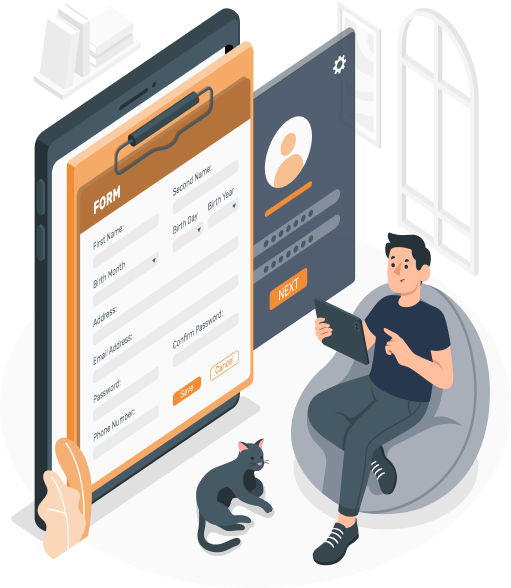 FORM
First Name:
Second Name:
Birth Month
Birth Day
Birth Year
Address:
Email Address:
Password:
Confirm Password:
Phone Number:
Save
Cancel
NEXT